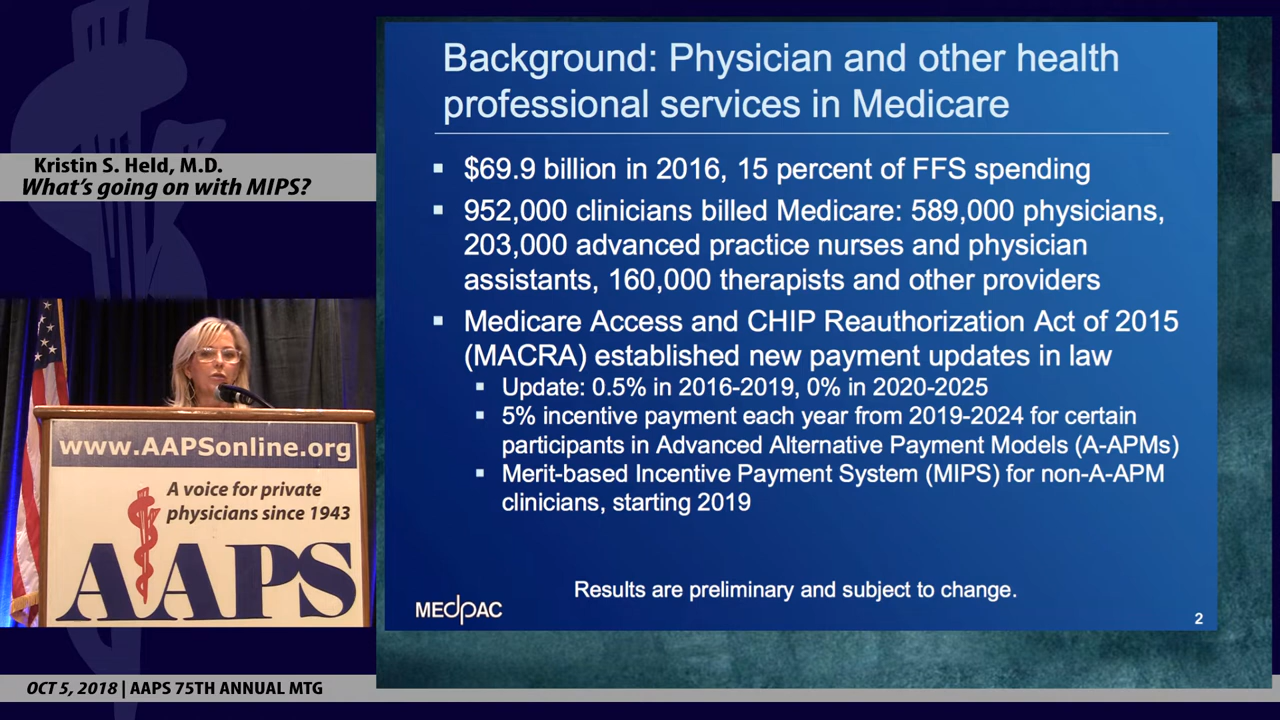 Kristin S. Held, M.D.
What's going on with MIPS?
www.AAPSonline.org
A voice for private
physicians since 1943
AAPS
OCT 5, 2018 | AAPS 75TH ANNUAL MTG
Background: Physician and other health
professional services in Medicare
▪ $69.9 billion in 2016, 15 percent of FFS spending
▪ 952,000 clinicians billed Medicare: 589,000 physicians,
203,000 advanced practice nurses and physician
assistants, 160,000 therapists and other providers
▪ Medicare Access and CHIP Reauthorization Act of 2015
(MACRA) established new payment updates in law
▪ Update: 0.5% in 2016-2019, 0% in 2020-2025
▪ 5% incentive payment each year from 2019-2024 for certain
participants in Advanced Alternative Payment Models (A-APMs)
▪ Merit-based Incentive Payment System (MIPS) for non-A-APM
clinicians, starting 2019
Results are preliminary and subject to change.
MEDPAC
2